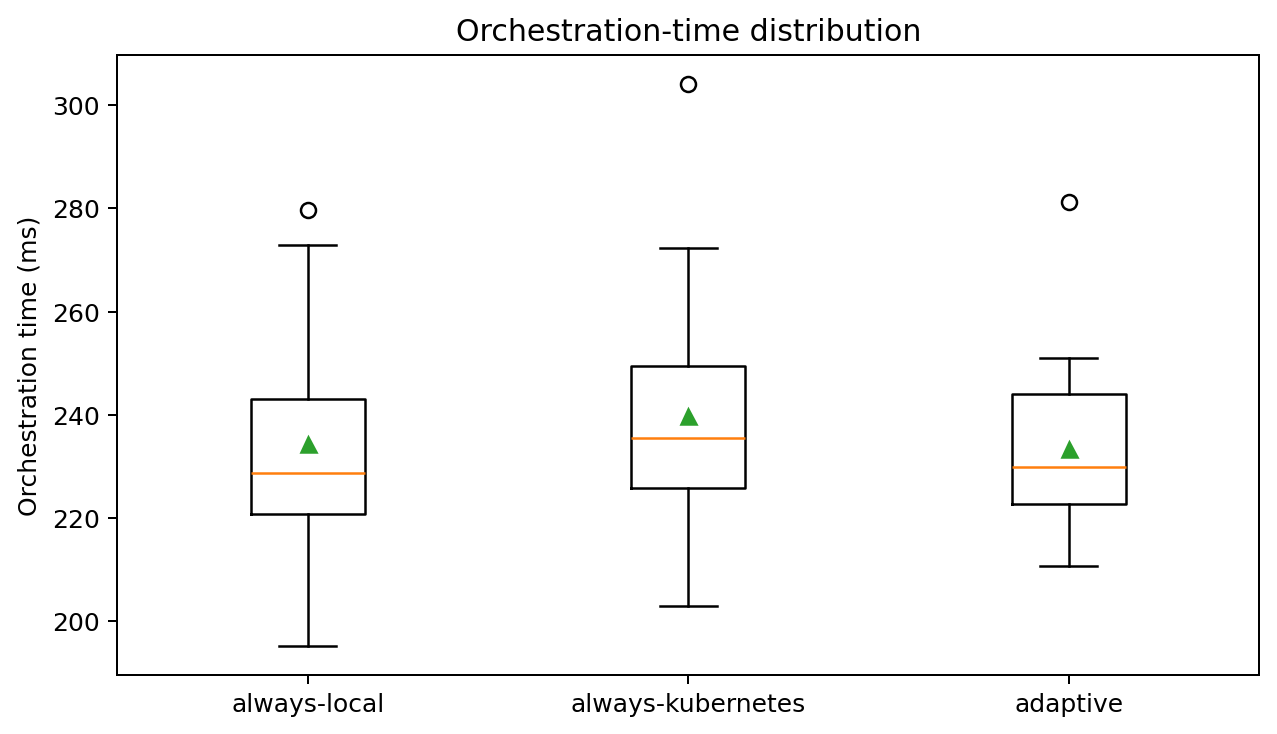 Orchestration-time distribution
Orchestration time (ms)
300
280
260
240
220
200
always-local
always-kubernetes
adaptive